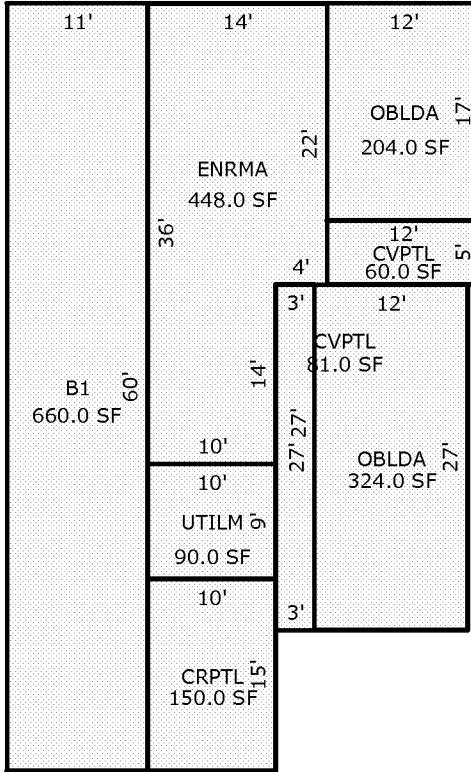 11'
14'
12'
OBLDA
17'
204.0 SF
22'
ENRMA
448.0 SF
36'
12'
CVPTL
5'
60.0 SF
4'
3'
12'
CVPTL
81.0 SF
14'
B1
60'
660.0 SF
27'
27'
10'
OBLDA
27'
324.0 SF
10'
UTILM
9'
90.0 SF
10'
3'
CRPTL
15'
150.0 SF